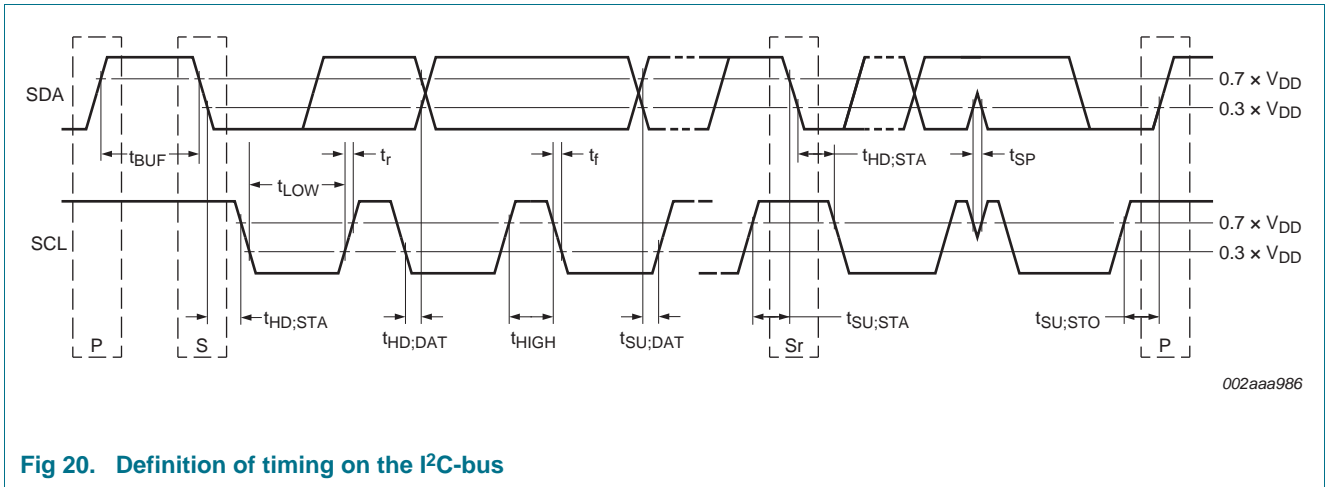 SDA
0.7 × VDD
0.3 × VDD
tBUF
tr
tf
tHD;STA
tSP
tLOW
SCL
0.7 × VDD
0.3 × VDD
tHD;STA
tHD;DAT
tHIGH
tSU;DAT
tSU;STA
tSU;STO
P
S
Sr
P
002aaa986
Fig 20. Definition of timing on the I²C-bus